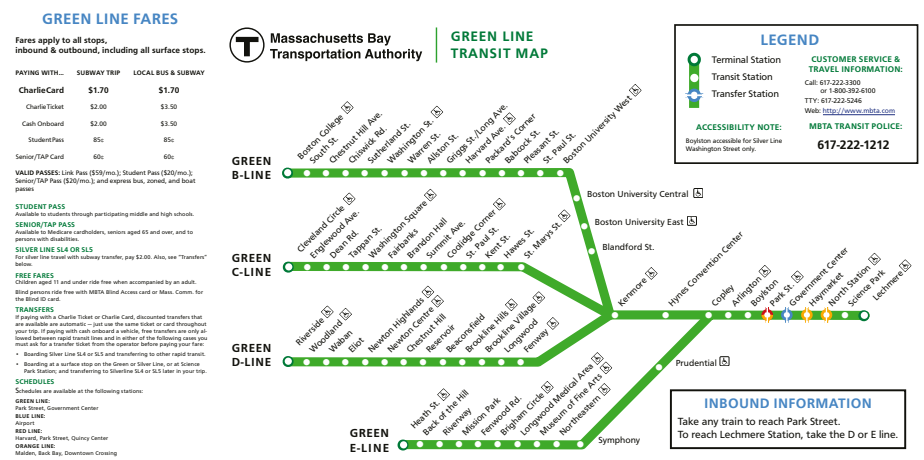 GREEN LINE FARES
Fares apply to all stops,
inbound & outbound, including all surface stops.
PAYING WITH... SUBWAY TRIP LOCAL BUS & SUBWAY
CharlieCard $1.70 $1.70
CharlieTicket $2.00 $3.50
Cash Onboard $2.00 $3.50
Student Pass 85¢ 85¢
Senior/TAP Card 60¢ 60¢
VALID PASSES: Link Pass ($59/mo.); Student Pass ($20/mo.);
Senior/TAP Pass ($20/mo.); and express bus, zoned, and boat
passes
STUDENT PASS
Available to students through participating middle and high schools.
SENIOR/TAP PASS
Available to Medicare cardholders, seniors aged 65 and over, and to
persons with disabilities.
SILVER LINE SL4 OR SL5
For silver line travel with subway transfer, pay $2.00. Also, see "Transfers"
below.
FREE FARES
Children aged 11 and under ride free when accompanied by an adult.
Blind persons ride free with MBTA Blind Access card or Mass. Comm. for
the Blind ID card.
TRANSFERS
If paying with a Charlie Ticket or Charlie Card, discounted transfers that
are available are automatic — just use the same ticket or card throughout
your trip. If paying with cash aboard a vehicle, free transfers are only al-
lowed between rapid transit lines and in either of the following cases you
must ask for a transfer ticket from the operator before paying your fare:
• Boarding Silver Line SL4 or SL5 and transferring to other rapid transit.
• Boarding at a surface stop on the Green or Silver Line, or at Science
Park Station; and transferring to Silverline SL4 or SL5 later in your trip.
SCHEDULES
Schedules are available at the following stations:
GREEN LINE:
Park Street, Government Center
BLUE LINE:
Airport
RED LINE:
Harvard, Park Street, Quincy Center
ORANGE LINE:
Malden, Back Bay, Downtown Crossing
T
Massachusetts Bay
Transportation Authority
GREEN LINE
TRANSIT MAP
LEGEND
Terminal Station
Transit Station
Transfer Station
CUSTOMER SERVICE &
TRAVEL INFORMATION:
Call: 617-222-3300
or 1-800-392-6100
TTY: 617-222-5246
Web: http://www.mbta.com
ACCESSIBILITY NOTE:
Boylston accessible for Silver Line
Washington Street only.
MBTA TRANSIT POLICE:
617-222-1212
GREEN
B-LINE
Boston College
South St.
Chestnut Hill Ave.
Chiswick Rd.
Sutherland St.
Washington St.
Warren St.
Allston St.
Griggs St./Long Ave.
Harvard Ave.
Packard's Corner
Babcock St.
Pleasant St.
St. Paul St.
Boston University West
Boston University Central
Boston University East
Blandford St.
GREEN
C-LINE
Cleveland Circle
Englewood Ave.
Dean Rd.
Tappan St.
Washington Square
Fairbanks
Brandon Hall
Summit Ave.
Coolidge Corner
St. Paul St.
Kent St.
Hawes St.
St. Marys St.
GREEN
D-LINE
Riverside
Woodland
Waban
Eliot
Newton Highlands
Newton Centre
Chestnut Hill
Reservoir
Beaconsfield
Brookline Hills
Brookline Village
Longwood
Fenway
Kenmore
Hynes Convention Center
Copley
Arlington
Boylston
Park St.
Government Center
Haymarket
North Station
Science Park
Lechmere
GREEN
E-LINE
Heath St.
Back of the Hill
Riverway
Mission Park
Fenwood Rd.
Brigham Circle
Longwood Medical Area
Museum of Fine Arts
Northeastern
Symphony
Prudential
INBOUND INFORMATION
Take any train to reach Park Street.
To reach Lechmere Station, take the D or E line.